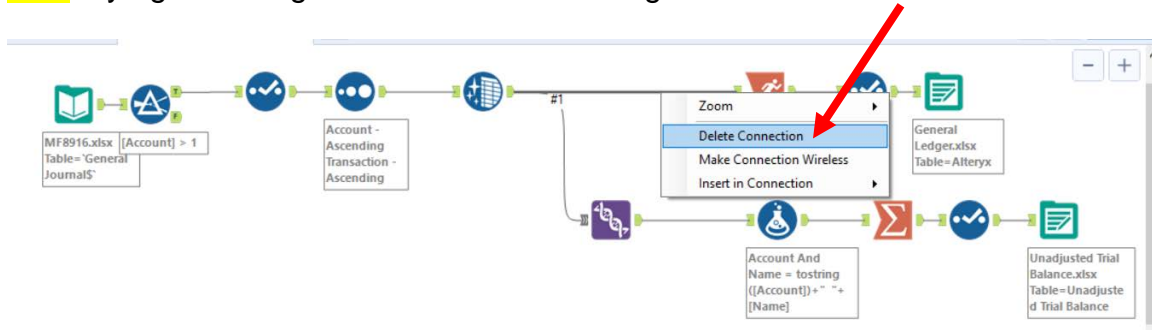 #1
T
F
Zoom
Delete Connection
Make Connection Wireless
Insert in Connection
MF8916.xlsx
Table=`General
Journal$`
[Account] > 1
Account -
Ascending
Transaction -
Ascending
General
Ledger.xlsx
Table=Alteryx
Account And
Name = tostring
([Account])+" "+
[Name]
Unadjusted Trial
Balance.xlsx
Table=Unadjuste
d Trial Balance